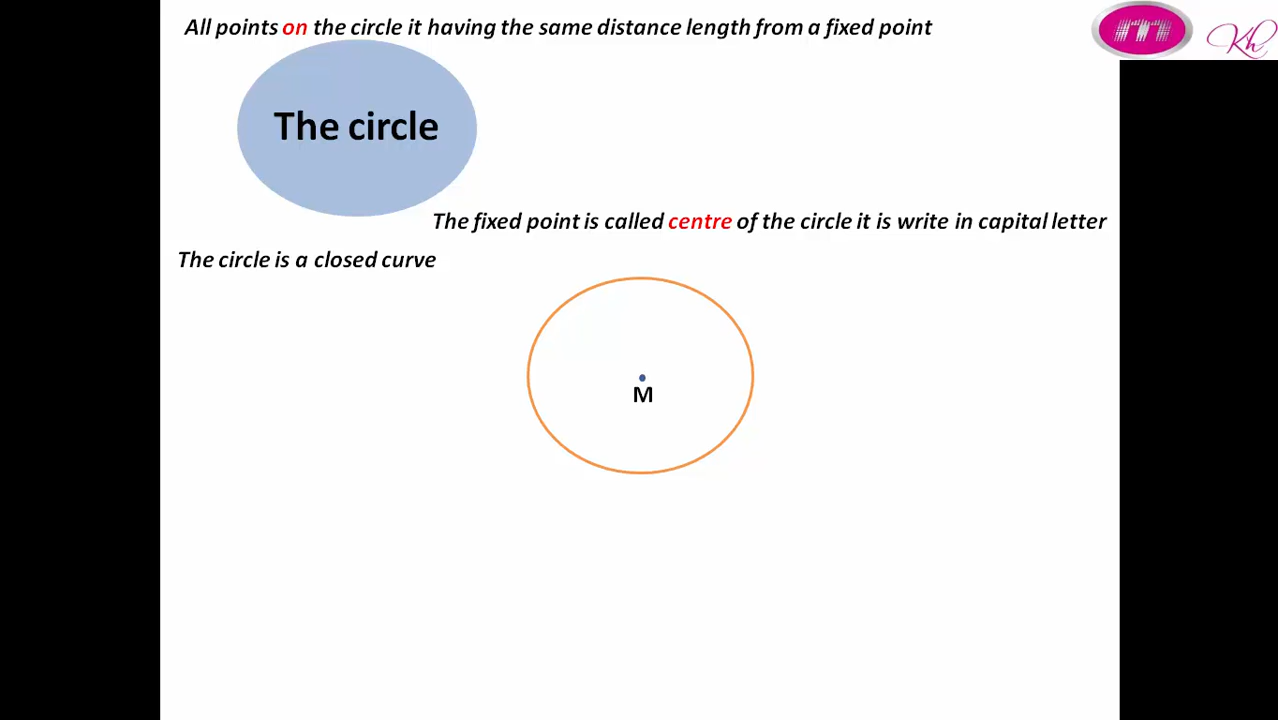 All points on the circle it having the same distance length from a fixed point
m
Kh
The circle
The fixed point is called centre of the circle it is write in capital letter
The circle is a closed curve
M